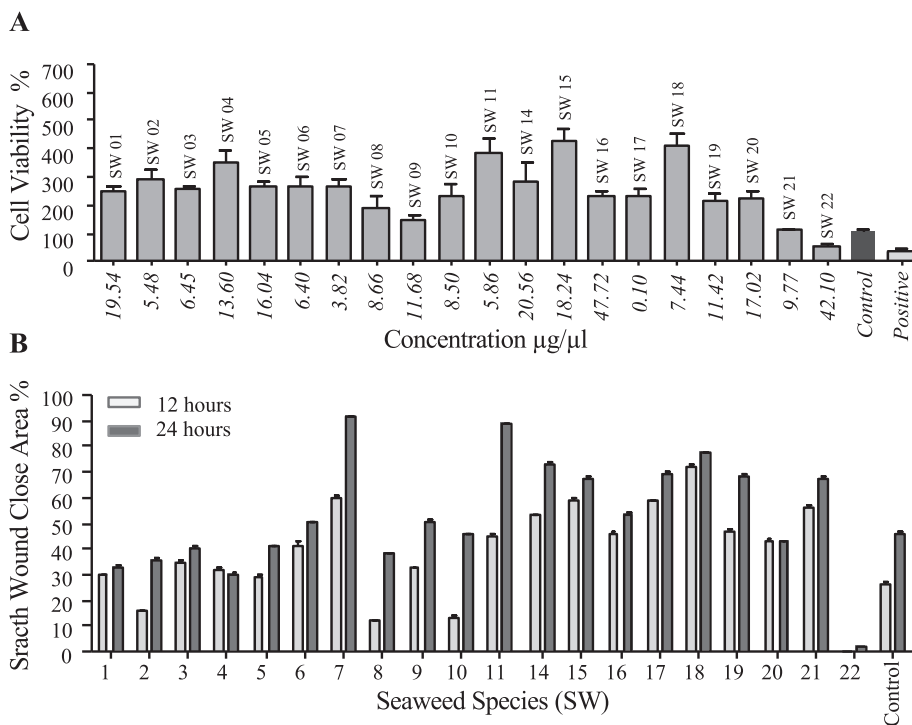 A
Cell Viability %
700
600
500
400
300
200
100
0
SW 01
SW 02
SW 03
SW 04
SW 05
SW 06
SW 07
SW 08
SW 09
SW 10
SW 11
SW 14
SW 15
SW 16
SW 17
SW 18
SW 19
SW 20
SW 21
SW 22
19.54
5.48
6.45
13.60
16.04
6.40
3.82
8.66
11.68
8.50
5.86
20.56
18.24
47.72
0.10
7.44
11.42
17.02
9.77
42.10
Control
Positive
Concentration µg/µl
B
Sracth Wound Close Area %
100
90
80
70
60
50
40
30
20
10
0
12 hours
24 hours
1 2 3 4 5 6 7 8 9 10 11 14 15 16 17 18 19 20 21 22 Control
Seaweed Species (SW)